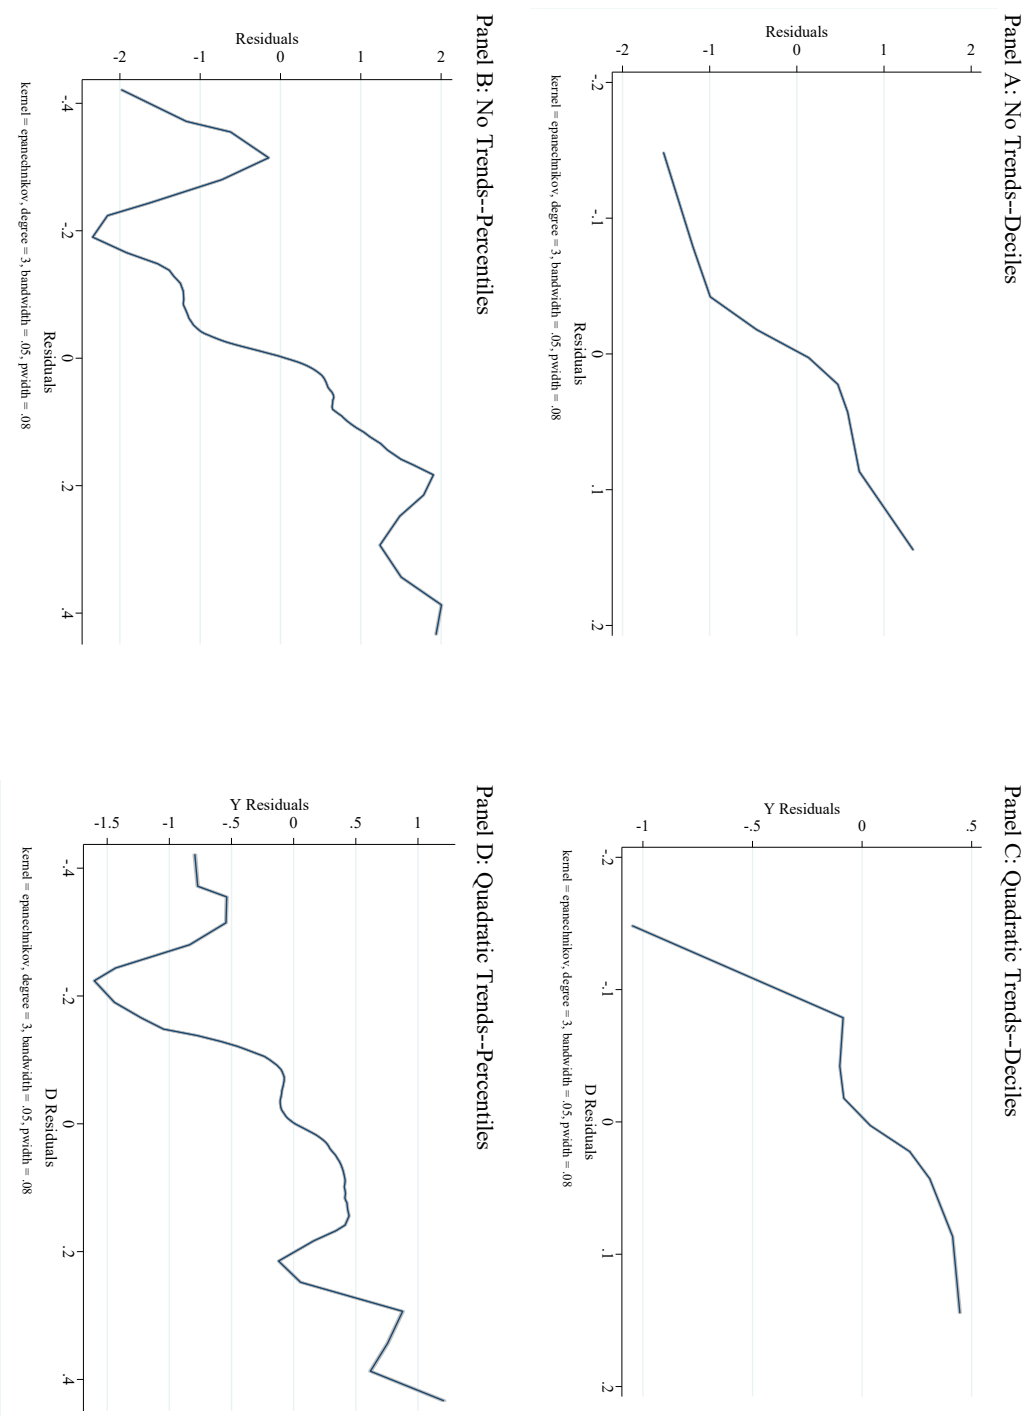 Panel A: No Trends--Deciles
Residuals
-2 -1 0 1 2
-.2 -.1 0 .1 .2
Residuals
kernel = epanechnikov, degree = 3, bandwidth = .05, pwidth = .08
Panel B: No Trends--Percentiles
Residuals
-2 -1 0 1 2
-.4 -.2 0 .2 .4
Residuals
kernel = epanechnikov, degree = 3, bandwidth = .05, pwidth = .08
Panel C: Quadratic Trends--Deciles
Y Residuals
-1 -.5 0 .5
-.2 -.1 0 .1 .2
D Residuals
kernel = epanechnikov, degree = 3, bandwidth = .05, pwidth = .08
Panel D: Quadratic Trends--Percentiles
Y Residuals
-1.5 -1 -.5 0 .5 1
-.4 -.2 0 .2 .4
D Residuals
kernel = epanechnikov, degree = 3, bandwidth = .05, pwidth = .08